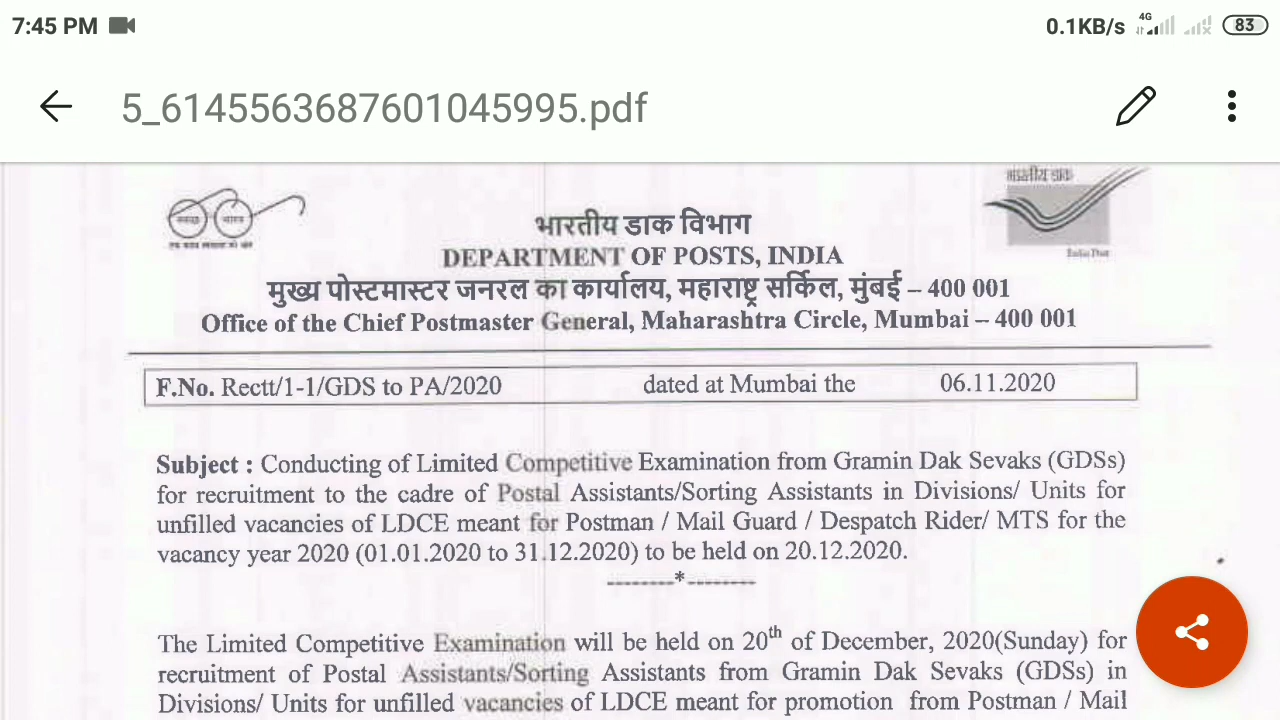 7:45 PM
0.1KB/s 4G 83
5_6145563687601045995.pdf
भारतीय डाक
India Post
भारतीय डाक विभाग
DEPARTMENT OF POSTS, INDIA
मुख्य पोस्टमास्टर जनरल का कार्यालय, महाराष्ट्र सर्किल, मुंबई – 400 001
Office of the Chief Postmaster General, Maharashtra Circle, Mumbai – 400 001
F.No. Rectt/1-1/GDS to PA/2020 dated at Mumbai the 06.11.2020
Subject : Conducting of Limited Competitive Examination from Gramin Dak Sevaks (GDSs)
for recruitment to the cadre of Postal Assistants/Sorting Assistants in Divisions/ Units for
unfilled vacancies of LDCE meant for Postman / Mail Guard / Despatch Rider/ MTS for the
vacancy year 2020 (01.01.2020 to 31.12.2020) to be held on 20.12.2020.
--------*--------
The Limited Competitive Examination will be held on 20th of December, 2020(Sunday) for
recruitment of Postal Assistants/Sorting Assistants from Gramin Dak Sevaks (GDSs) in
Divisions/ Units for unfilled vacancies of LDCE meant for promotion from Postman / Mail